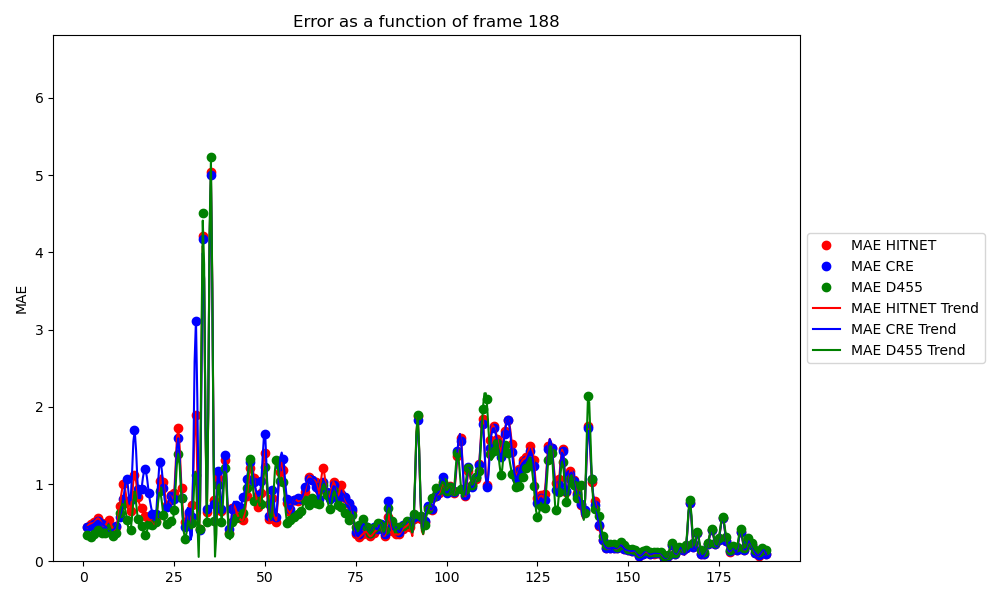 Error as a function of frame 188
MAE
6
5
4
3
2
1
0
0 25 50 75 100 125 150 175
MAE HITNET
MAE CRE
MAE D455
MAE HITNET Trend
MAE CRE Trend
MAE D455 Trend